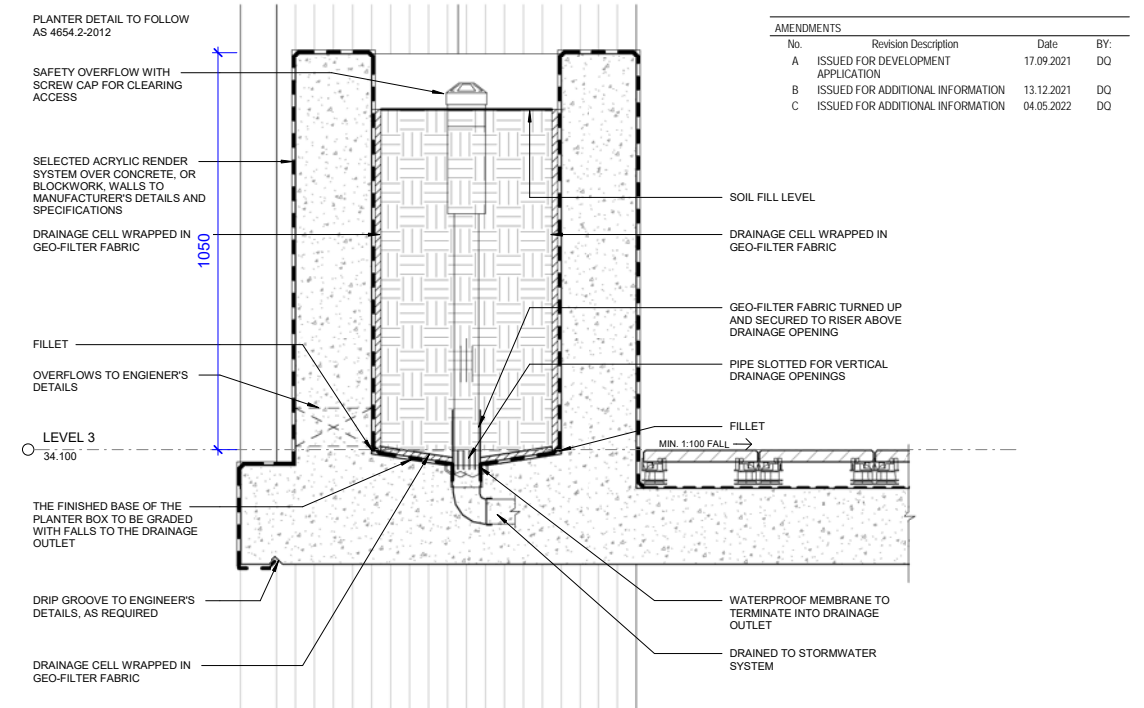 PLANTER DETAIL TO FOLLOW
AS 4654.2-2012
SAFETY OVERFLOW WITH
SCREW CAP FOR CLEARING
ACCESS
SELECTED ACRYLIC RENDER
SYSTEM OVER CONCRETE, OR
BLOCKWORK, WALLS TO
MANUFACTURER'S DETAILS AND
SPECIFICATIONS
DRAINAGE CELL WRAPPED IN
GEO-FILTER FABRIC
1050
FILLET
OVERFLOWS TO ENGIENER'S
DETAILS
LEVEL 3
34.100
THE FINISHED BASE OF THE
PLANTER BOX TO BE GRADED
WITH FALLS TO THE DRAINAGE
OUTLET
DRIP GROOVE TO ENGINEER'S
DETAILS, AS REQUIRED
DRAINAGE CELL WRAPPED IN
GEO-FILTER FABRIC
AMENDMENTS
No. Revision Description Date BY:
A ISSUED FOR DEVELOPMENT 17.09.2021 DQ
APPLICATION
B ISSUED FOR ADDITIONAL INFORMATION 13.12.2021 DQ
C ISSUED FOR ADDITIONAL INFORMATION 04.05.2022 DQ
SOIL FILL LEVEL
DRAINAGE CELL WRAPPED IN
GEO-FILTER FABRIC
GEO-FILTER FABRIC TURNED UP
AND SECURED TO RISER ABOVE
DRAINAGE OPENING
PIPE SLOTTED FOR VERTICAL
DRAINAGE OPENINGS
FILLET
MIN. 1:100 FALL
WATERPROOF MEMBRANE TO
TERMINATE INTO DRAINAGE
OUTLET
DRAINED TO STORMWATER
SYSTEM